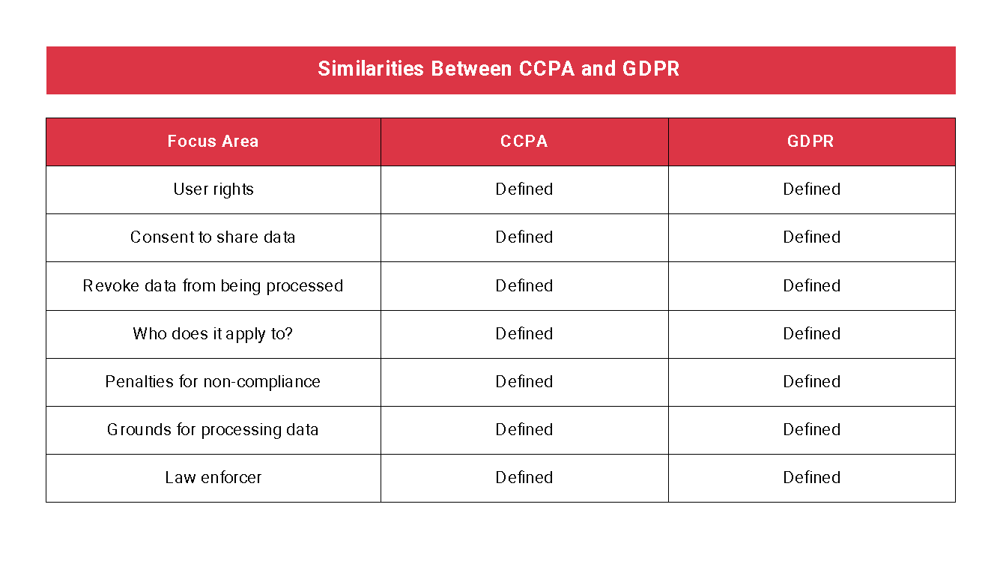 Similarities Between CCPA and GDPR
Focus Area CCPA GDPR
User rights Defined Defined
Consent to share data Defined Defined
Revoke data from being processed Defined Defined
Who does it apply to? Defined Defined
Penalties for non-compliance Defined Defined
Grounds for processing data Defined Defined
Law enforcer Defined Defined